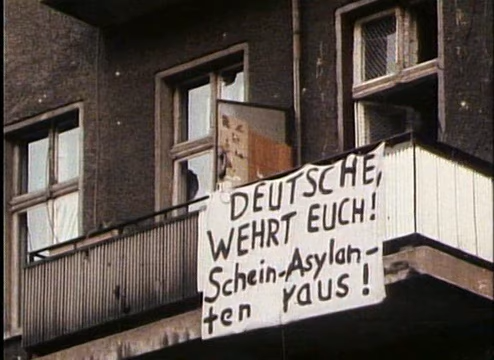 DEUTSCHE,
WEHRT EUCH!
Schein-Asylan-
ten raus!